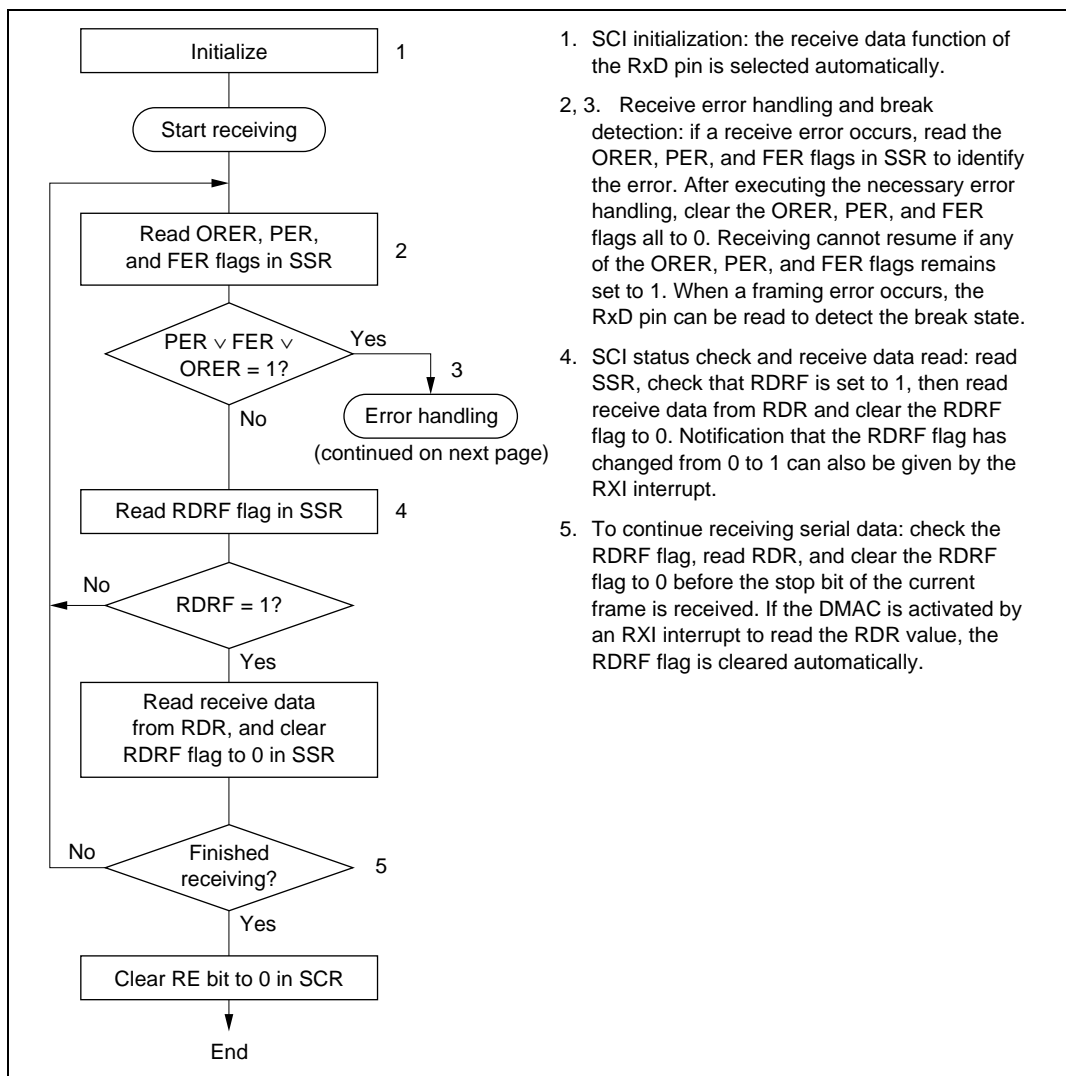 Initialize
1
Start receiving
Read ORER, PER,
and FER flags in SSR
2
PER ∨ FER ∨
ORER = 1?
Yes
3
No
Error handling
(continued on next page)
Read RDRF flag in SSR
4
No
RDRF = 1?
Yes
Read receive data
from RDR, and clear
RDRF flag to 0 in SSR
No
Finished
receiving?
5
Yes
Clear RE bit to 0 in SCR
End
1. SCI initialization: the receive data function of
the RxD pin is selected automatically.
2, 3. Receive error handling and break
detection: if a receive error occurs, read the
ORER, PER, and FER flags in SSR to identify
the error. After executing the necessary error
handling, clear the ORER, PER, and FER
flags all to 0. Receiving cannot resume if any
of the ORER, PER, and FER flags remains
set to 1. When a framing error occurs, the
RxD pin can be read to detect the break state.
4. SCI status check and receive data read: read
SSR, check that RDRF is set to 1, then read
receive data from RDR and clear the RDRF
flag to 0. Notification that the RDRF flag has
changed from 0 to 1 can also be given by the
RXI interrupt.
5. To continue receiving serial data: check the
RDRF flag, read RDR, and clear the RDRF
flag to 0 before the stop bit of the current
frame is received. If the DMAC is activated by
an RXI interrupt to read the RDR value, the
RDRF flag is cleared automatically.